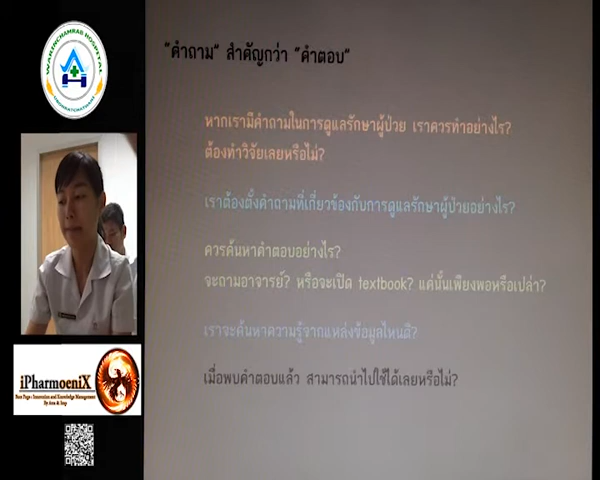 WARINCHAMRAB HOSPITAL
UBONRATCHATHANI
"คำถาม" สำคัญกว่า "คำตอบ"
หากเรามีคำถามในการดูแลรักษาผู้ป่วย เราควรทำอย่างไร?
ต้องทำวิจัยเลยหรือไม่?
เราต้องตั้งคำถามที่เกี่ยวข้องกับการดูแลรักษาผู้ป่วยอย่างไร?
ควรค้นหาคำตอบอย่างไร?
จะถามอาจารย์? หรือจะเปิด textbook? แค่นั้นเพียงพอหรือเปล่า?
เราจะค้นหาความรู้จากแหล่งข้อมูลไหนดี?
เมื่อพบคำตอบแล้ว สามารถนำไปใช้ได้เลยหรือไม่?
iPharmoeniX
Face Page : Innovation and Knowledge Management